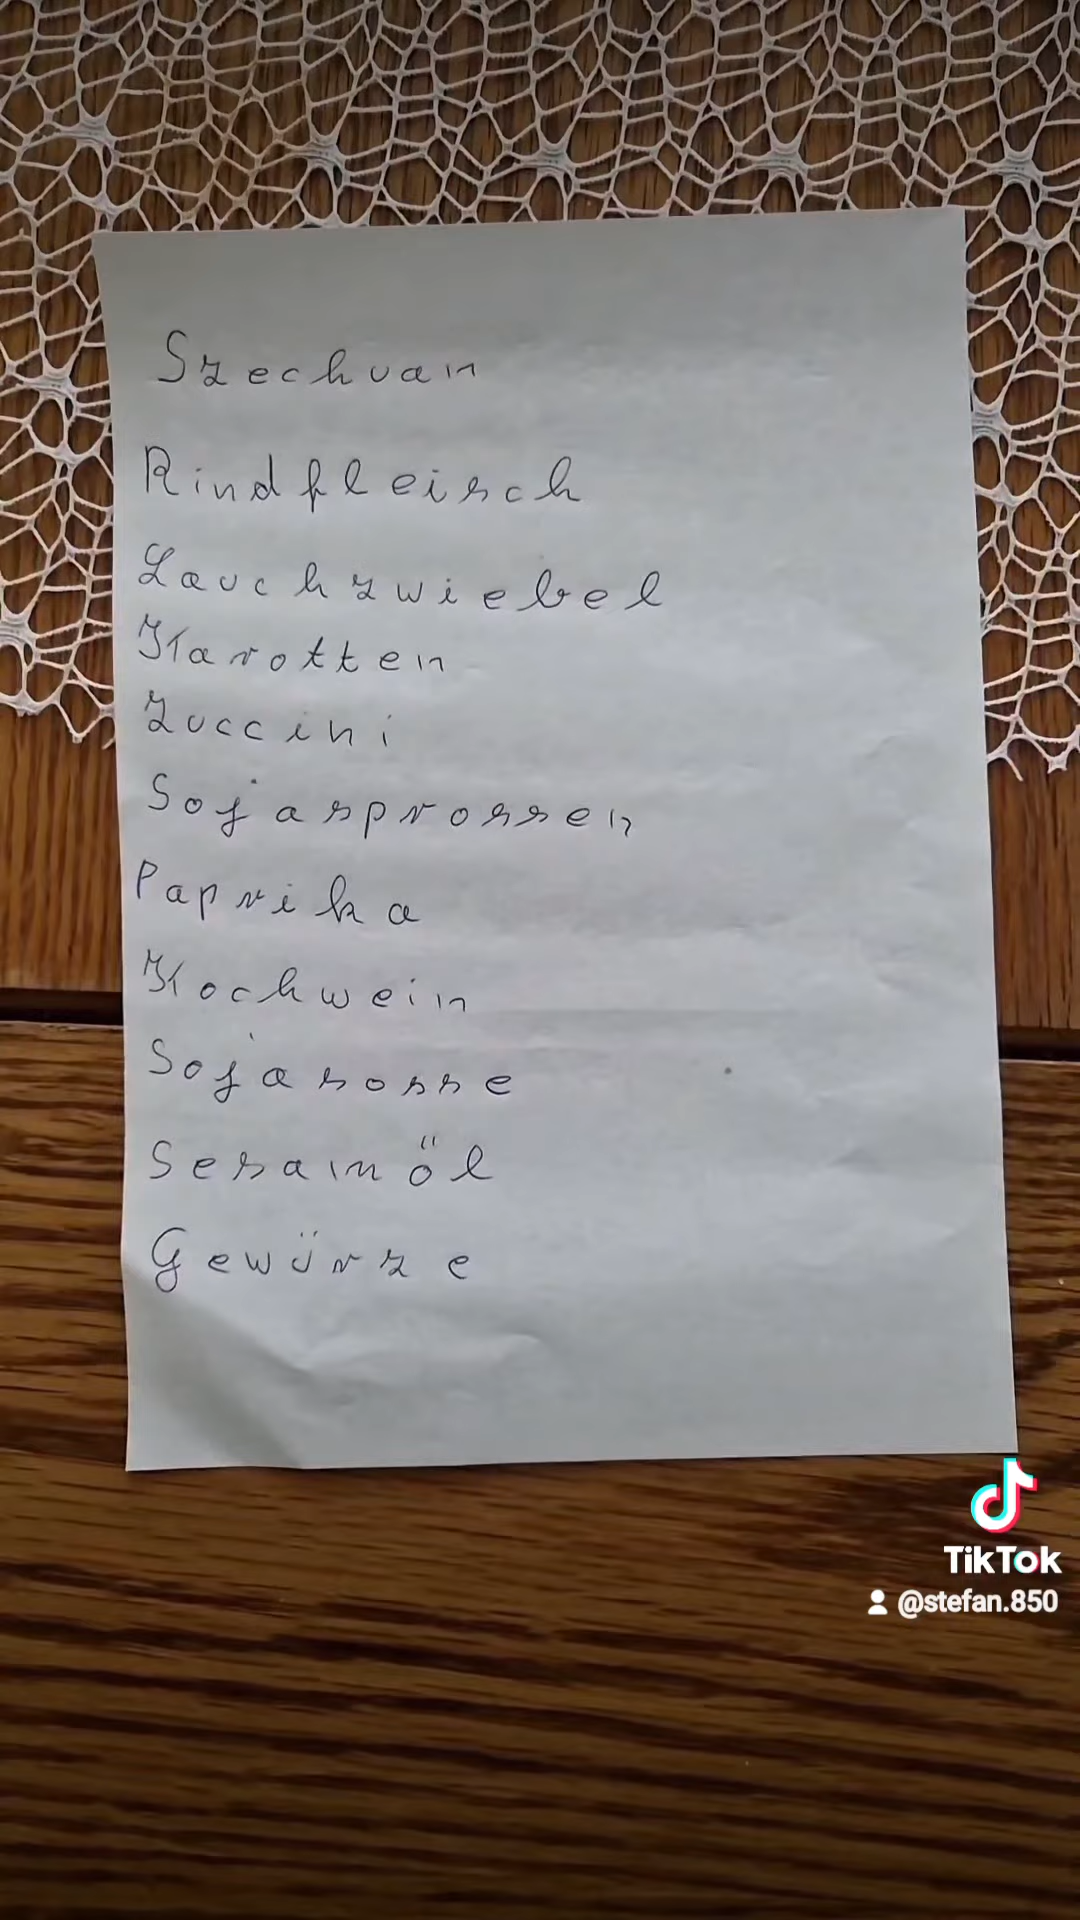 Szechuan
Rindfleisch
Lauchzwiebel
Karotten
Zuccini
Sojasprossen
Paprika
Kochwein
Sojasosse
Sesamöl
Gewürze
TikTok
@stefan.850